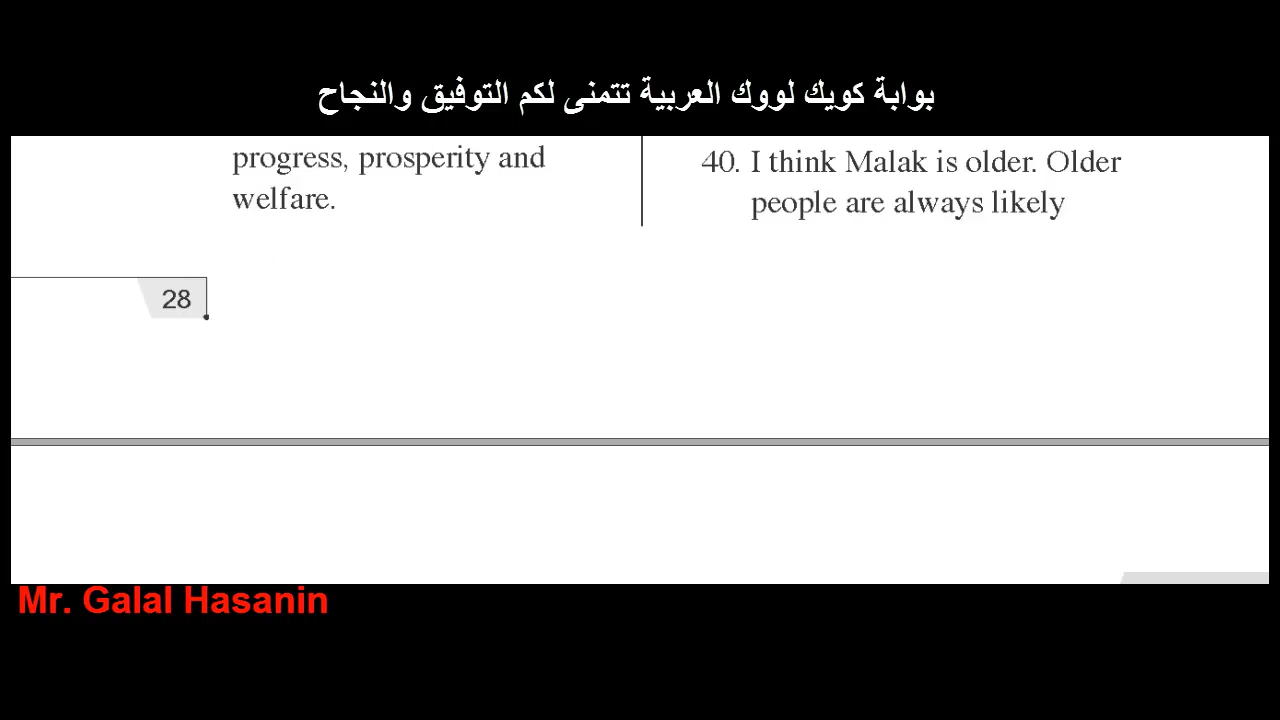 بوابة كويك لووك العربية تتمنى لكم التوفيق والنجاح
progress, prosperity and
welfare.
28
40. I think Malak is older. Older
people are always likely
Mr. Galal Hasanin